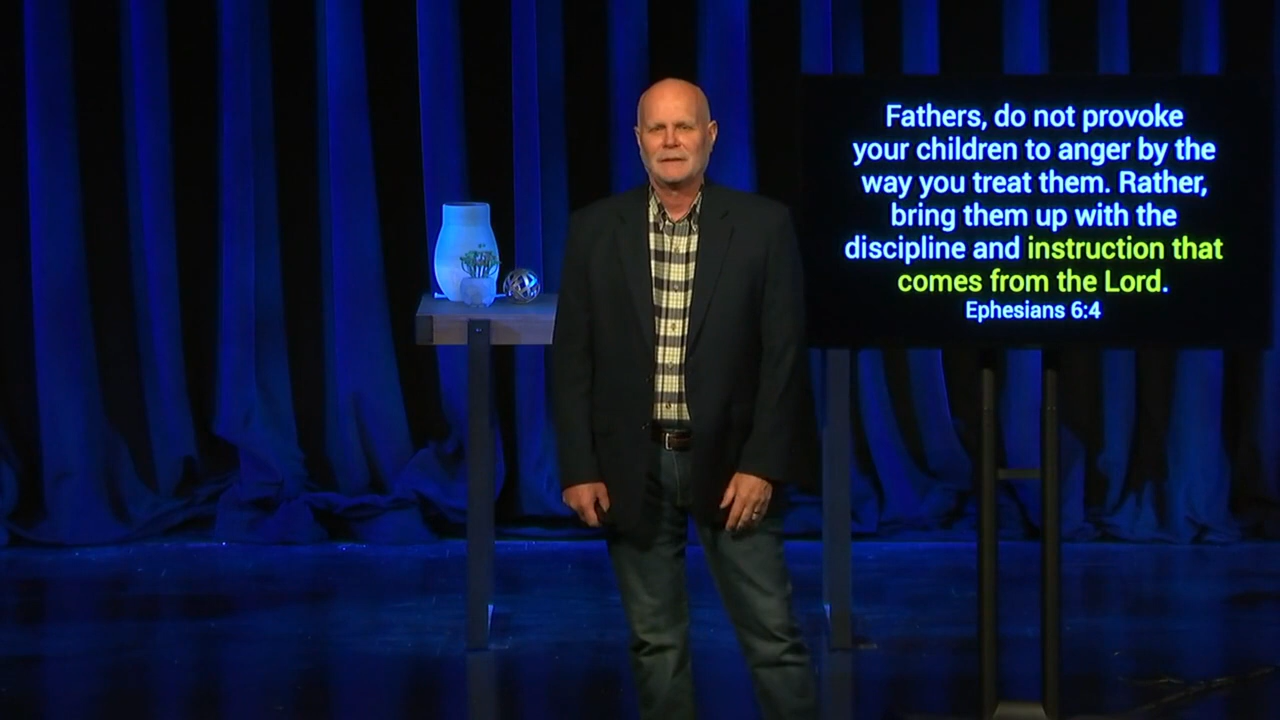 Fathers, do not provoke
your children to anger by the
way you treat them. Rather,
bring them up with the
discipline and instruction that
comes from the Lord.
Ephesians 6:4